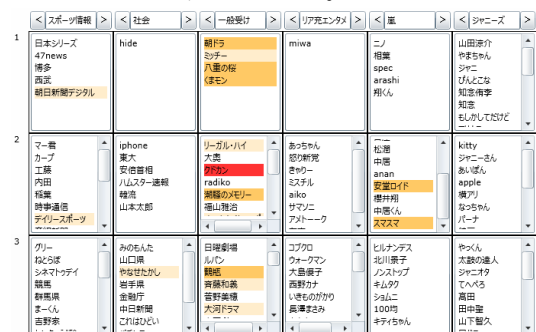 < スポーツ情報 > < 社会 > < 一般受け > < リア充エンタメ > < 嵐 > < ジャニーズ >
1
日本シリーズ
47news
博多
西武
朝日新聞デジタル
hide
朝ドラ
ミッチー
八重の桜
くまモン
miwa
ニノ
相葉
spec
arashi
翔くん
山田涼介
やまちゃん
ジャニ
ぴんとこな
知念侑李
知念
もしかしてだけど
2
マー君
カープ
工藤
内田
稲葉
時事通信
デイリースポーツ
iphone
東大
安倍首相
ハムスター速報
韓流
山本太郎
リーガル・ハイ
大奥
クドカン
radiko
潮騒のメモリー
福山雅治
あっちゃん
怒り新党
きゃりー
ミスチル
aiko
サマソニ
アメトーーク
松潤
中居
anan
安堂ロイド
櫻井翔
中居くん
スマスマ
kitty
ジャニーさん
あいぱん
apple
横アリ
なっちゃん
パーナ
3
グリー
ねとらぼ
シネマトゥデイ
競馬
群馬県
まーくん
吉野家
みのもんた
山口県
やなせたかし
岩手県
金融庁
中日新聞
これはひどい
日曜劇場
ルパン
鶴瓶
斉藤和義
菅野美穂
大河ドラマ
コブクロ
ウォークマン
大島優子
西野カナ
いきものがかり
長澤まさみ
ヒルナンデス
北川景子
ノンストップ
キムタク
ショムニ
100均
キティちゃん
やっくん
太鼓の達人
ジャニオタ
てへぺろ
髙田
田中聖
山下智久